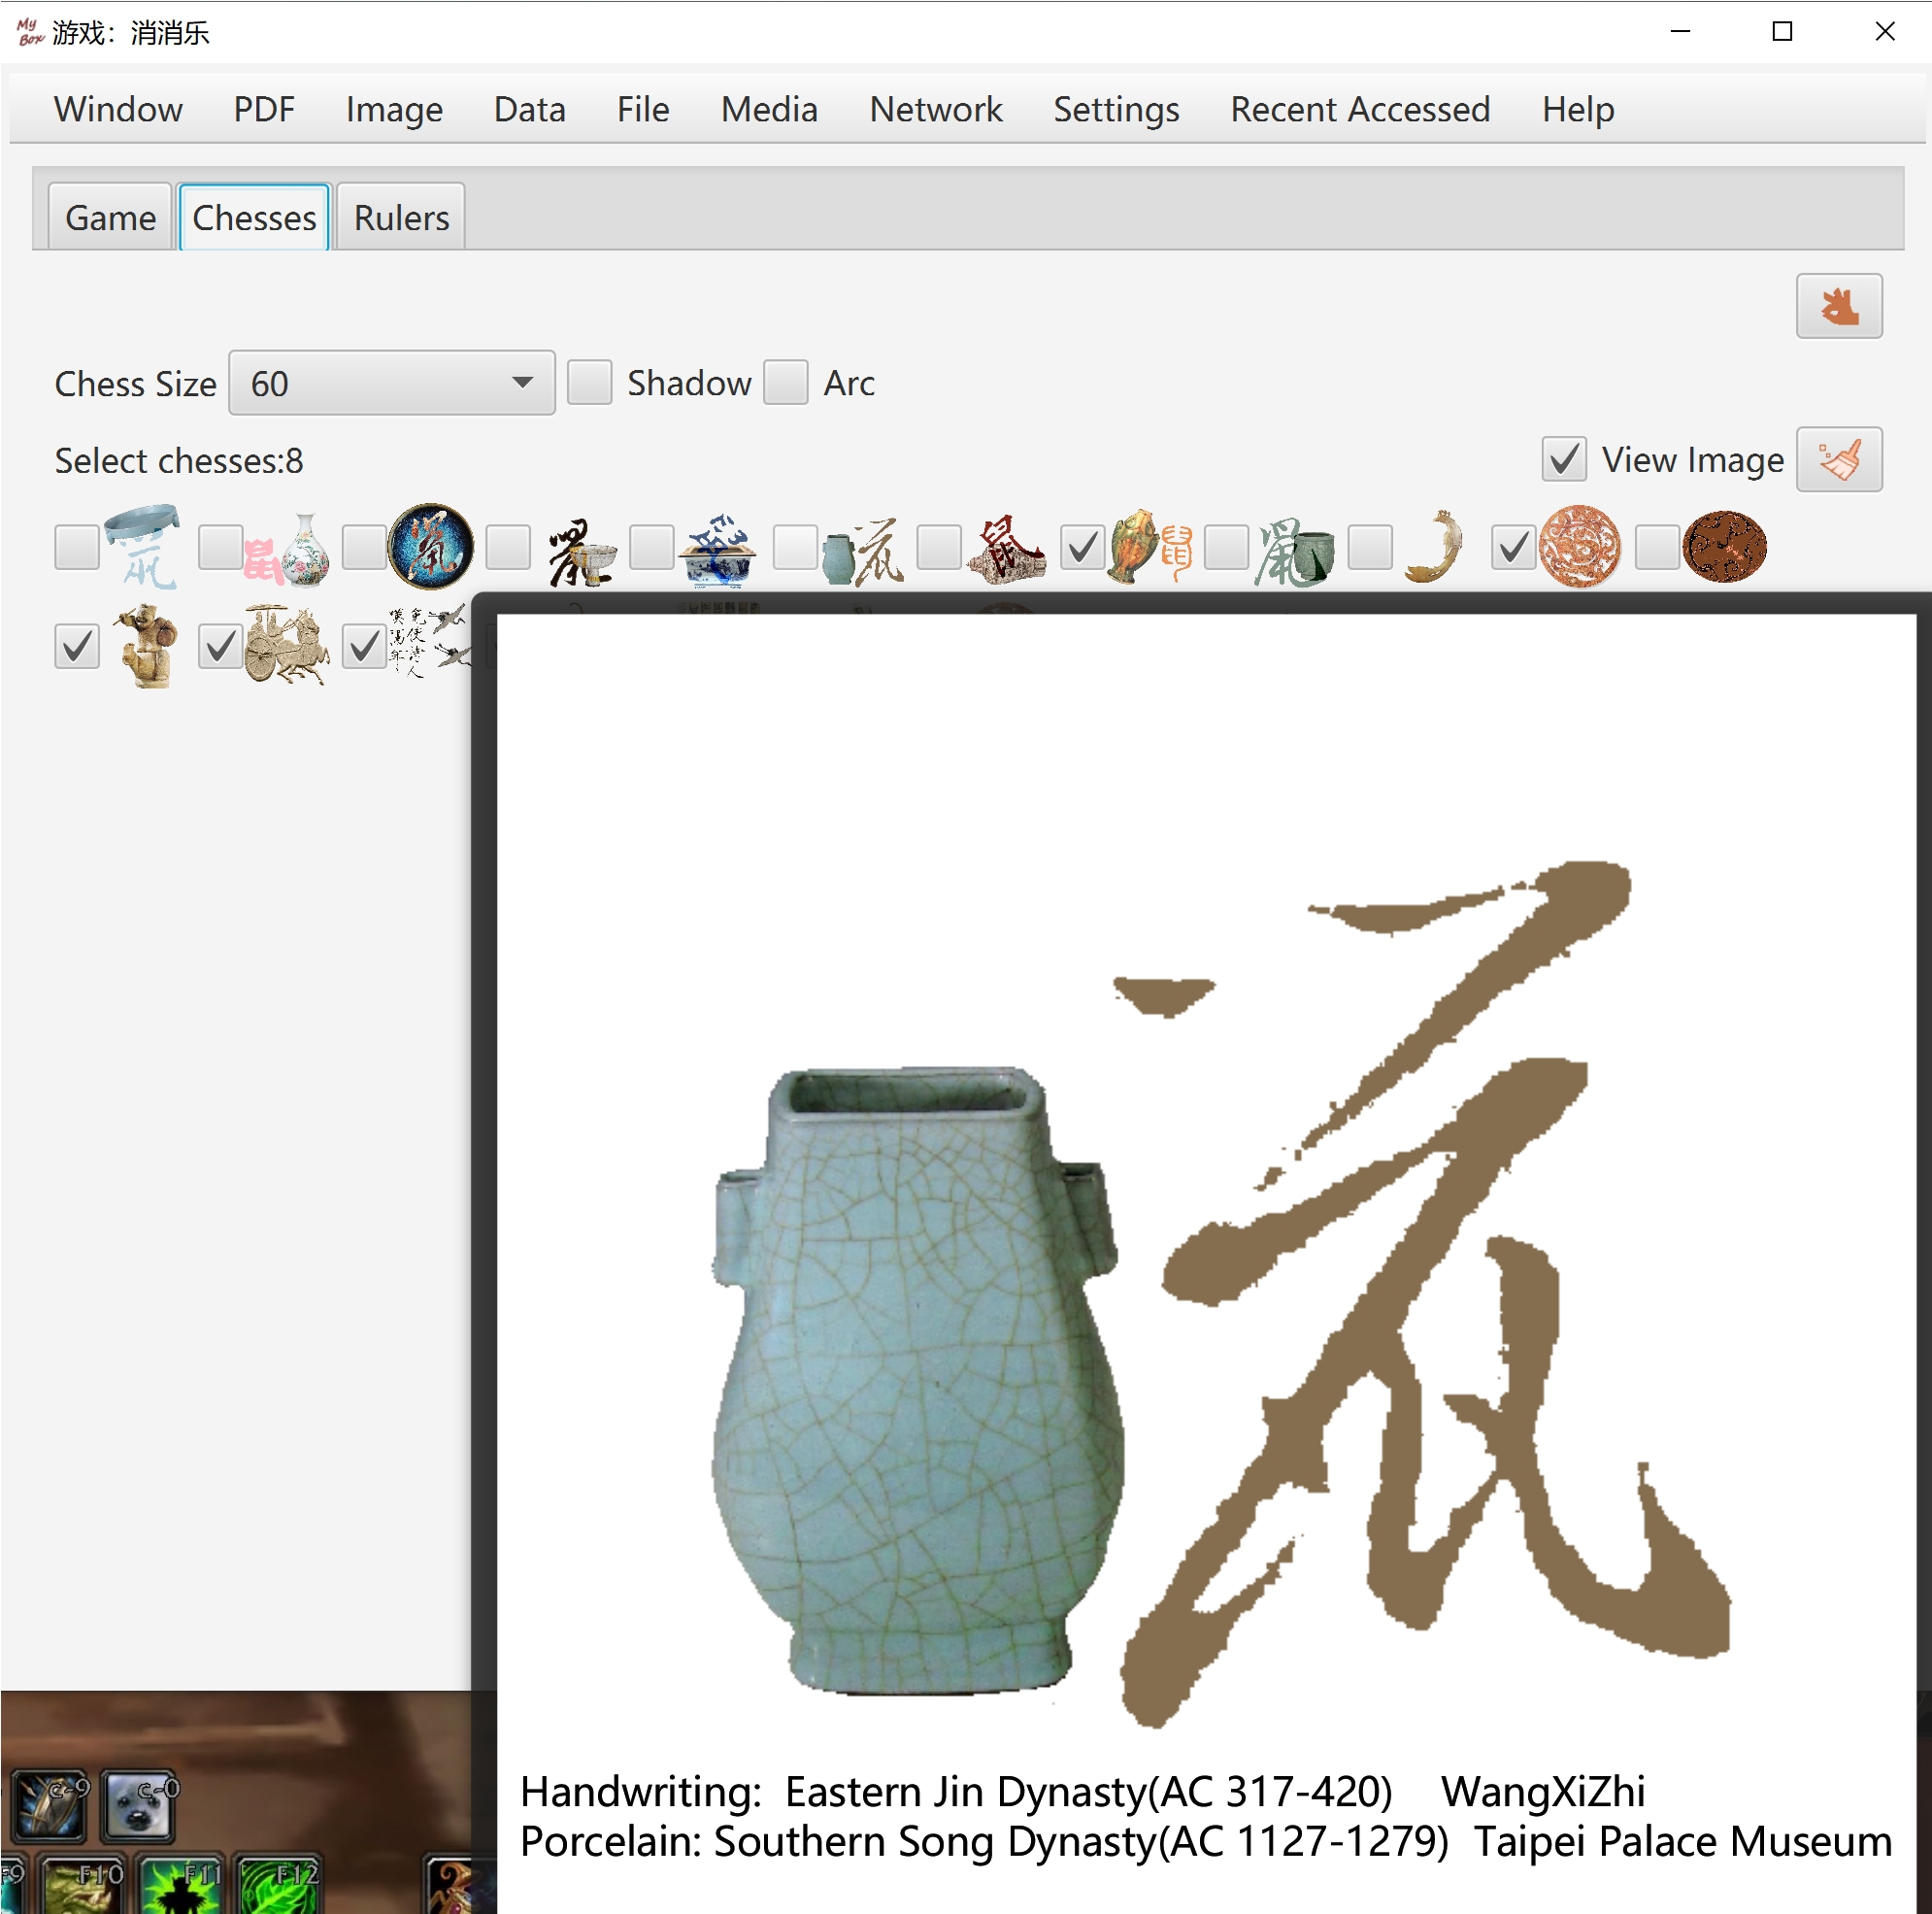 My Box 游戏：消消乐
Window PDF Image Data File Media Network Settings Recent Accessed Help
Game Chesses Rulers
Chess Size 60 Shadow Arc
Select chesses:8 View Image
Handwriting: Eastern Jin Dynasty(AC 317-420) WangXiZhi
Porcelain: Southern Song Dynasty(AC 1127-1279) Taipei Palace Museum
c-9 c-0
F9 F10 F11 F12